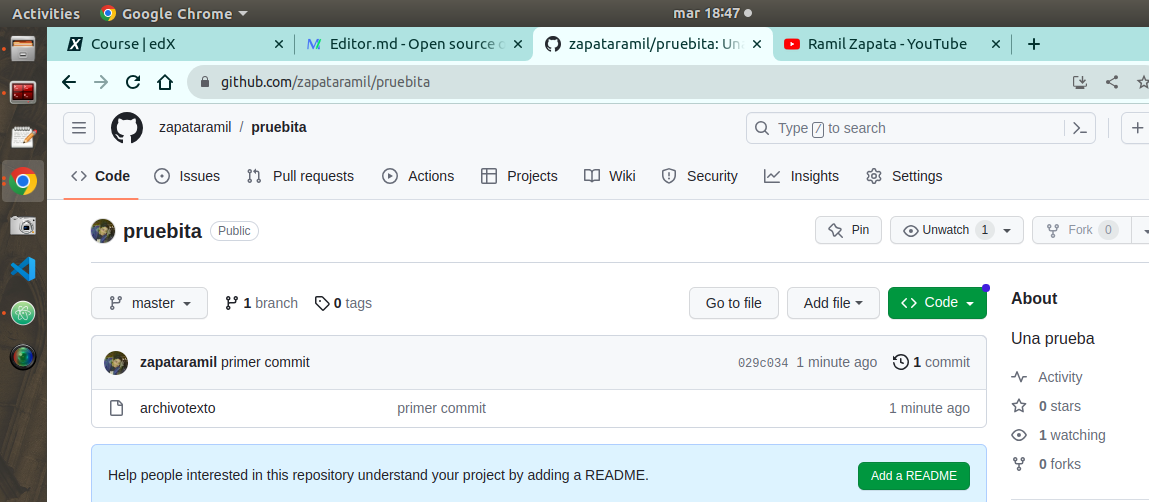 Activities Google Chrome mar 18:47
Course | edX Editor.md - Open source zapataramil/pruebita: Un Ramil Zapata - YouTube
github.com/zapataramil/pruebita
zapataramil / pruebita Type / to search
Code Issues Pull requests Actions Projects Wiki Security Insights Settings
pruebita Public Pin Unwatch 1 Fork 0
master 1 branch 0 tags Go to file Add file Code About
zapataramil primer commit 029c034 1 minute ago 1 commit Una prueba
archivotexto primer commit 1 minute ago Activity
0 stars
1 watching
0 forks
Help people interested in this repository understand your project by adding a README. Add a README